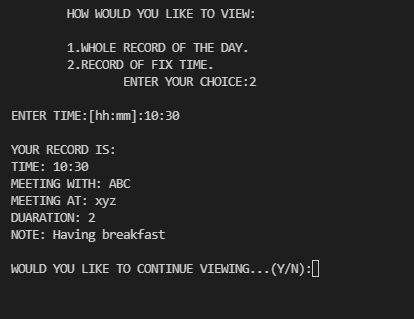 HOW WOULD YOU LIKE TO VIEW:
1.WHOLE RECORD OF THE DAY.
2.RECORD OF FIX TIME.
ENTER YOUR CHOICE:2
ENTER TIME:[hh:mm]:10:30
YOUR RECORD IS:
TIME: 10:30
MEETING WITH: ABC
MEETING AT: xyz
DUARATION: 2
NOTE: Having breakfast
WOULD YOU LIKE TO CONTINUE VIEWING...(Y/N):